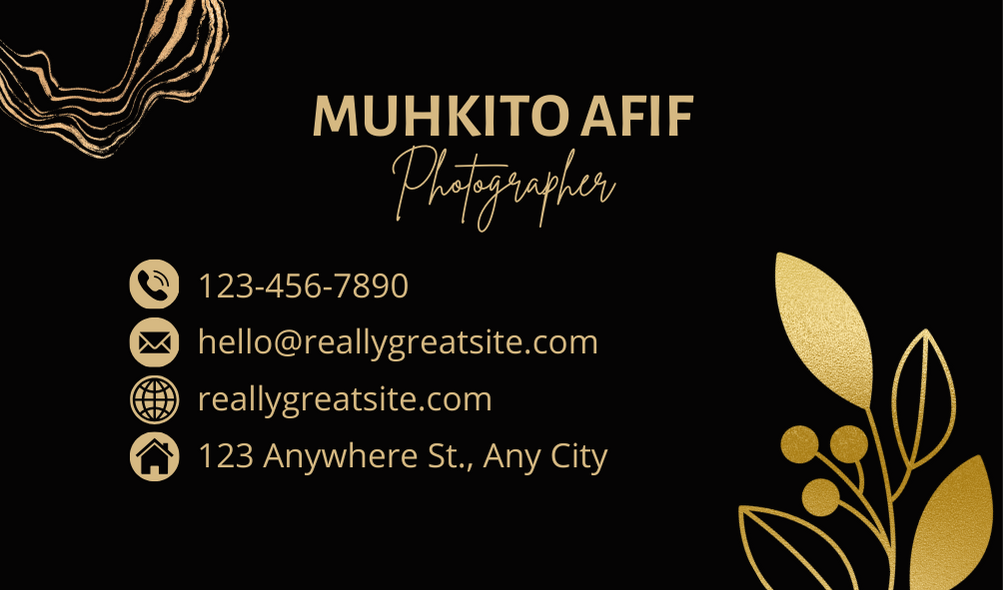 MUHKITO AFIF
Photographer
123-456-7890
hello@reallygreatsite.com
reallygreatsite.com
123 Anywhere St., Any City